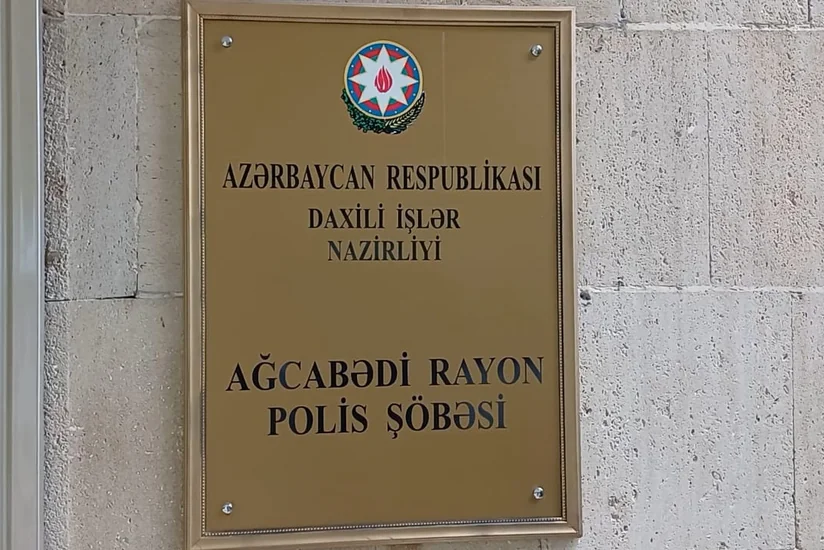 AZƏRBAYCAN RESPUBLİKASI
DAXİLİ İŞLƏR
NAZİRLİYİ
AĞCABƏDİ RAYON
POLİS ŞÖBƏSİ